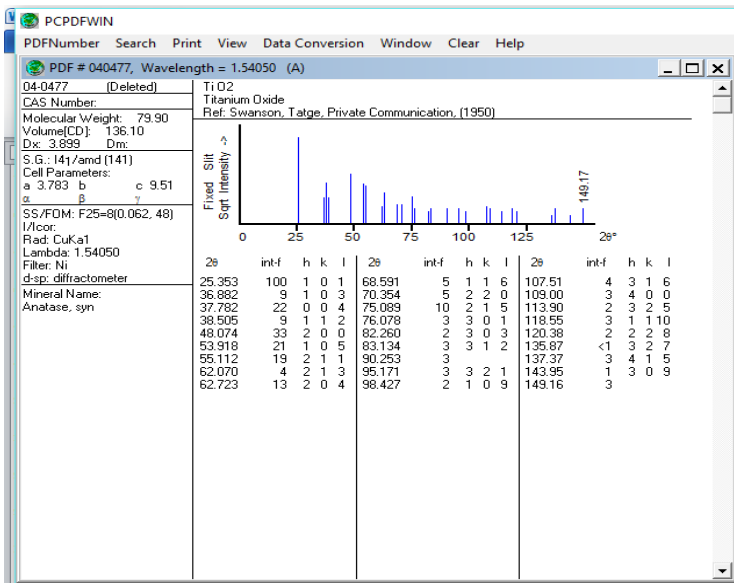 PCPDFWIN
PDFNumber Search Print View Data Conversion Window Clear Help
PDF # 040477, Wavelength = 1.54050 (A)
04-0477 (Deleted)
CAS Number:
Molecular Weight: 79.90
Volume[CD]: 136.10
Dx: 3.899 Dm:
S.G.: I41/amd (141)
Cell Parameters:
a 3.783 b c 9.51
α β γ
SS/FOM: F25=8(0.062, 48)
I/Icor:
Rad: CuKa1
Lambda: 1.54050
Filter: Ni
d-sp: diffractometer
Mineral Name:
Anatase, syn
Ti O2
Titanium Oxide
Ref: Swanson, Tatge, Private Communication, (1950)
Fixed Slit
Sqrt Intensity ->
149.17
0 25 50 75 100 125 2θ°
2θ int-f h k l 2θ int-f h k l 2θ int-f h k l
25.353 100 1 0 1 68.591 5 1 1 6 107.51 4 3 1 6
36.882 9 1 0 3 70.354 5 2 2 0 109.00 3 4 0 0
37.782 22 0 0 4 75.089 10 2 1 5 113.90 2 3 2 5
38.505 9 1 1 2 76.078 3 3 0 1 118.55 3 1 1 10
48.074 33 2 0 0 82.260 2 3 0 3 120.38 2 2 2 8
53.918 21 1 0 5 83.134 3 3 1 2 135.87 <1 3 2 7
55.112 19 2 1 1 90.253 3 137.37 3 4 1 5
62.070 4 2 1 3 95.171 3 3 2 1 143.95 1 3 0 9
62.723 13 2 0 4 98.427 2 1 0 9 149.16 3